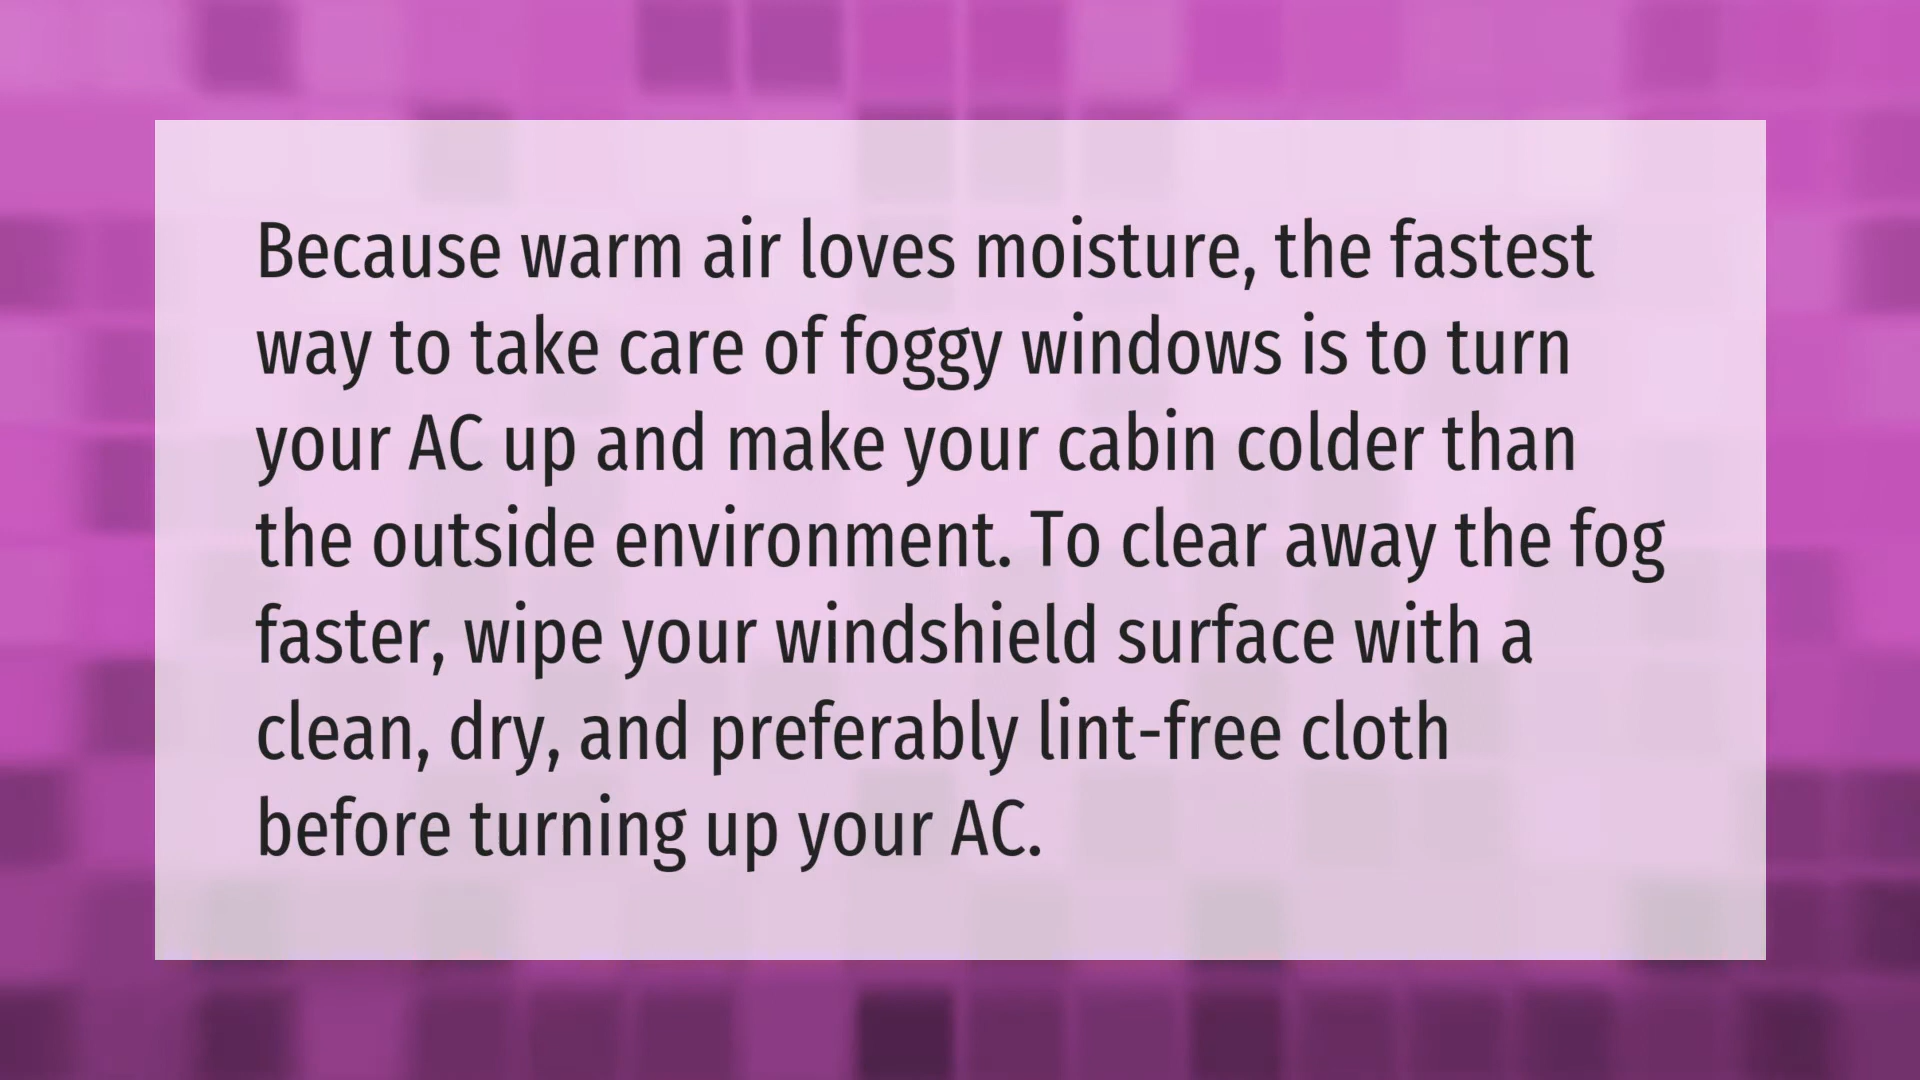 Because warm air loves moisture, the fastest
way to take care of foggy windows is to turn
your AC up and make your cabin colder than
the outside environment. To clear away the fog
faster, wipe your windshield surface with a
clean, dry, and preferably lint-free cloth
before turning up your AC.